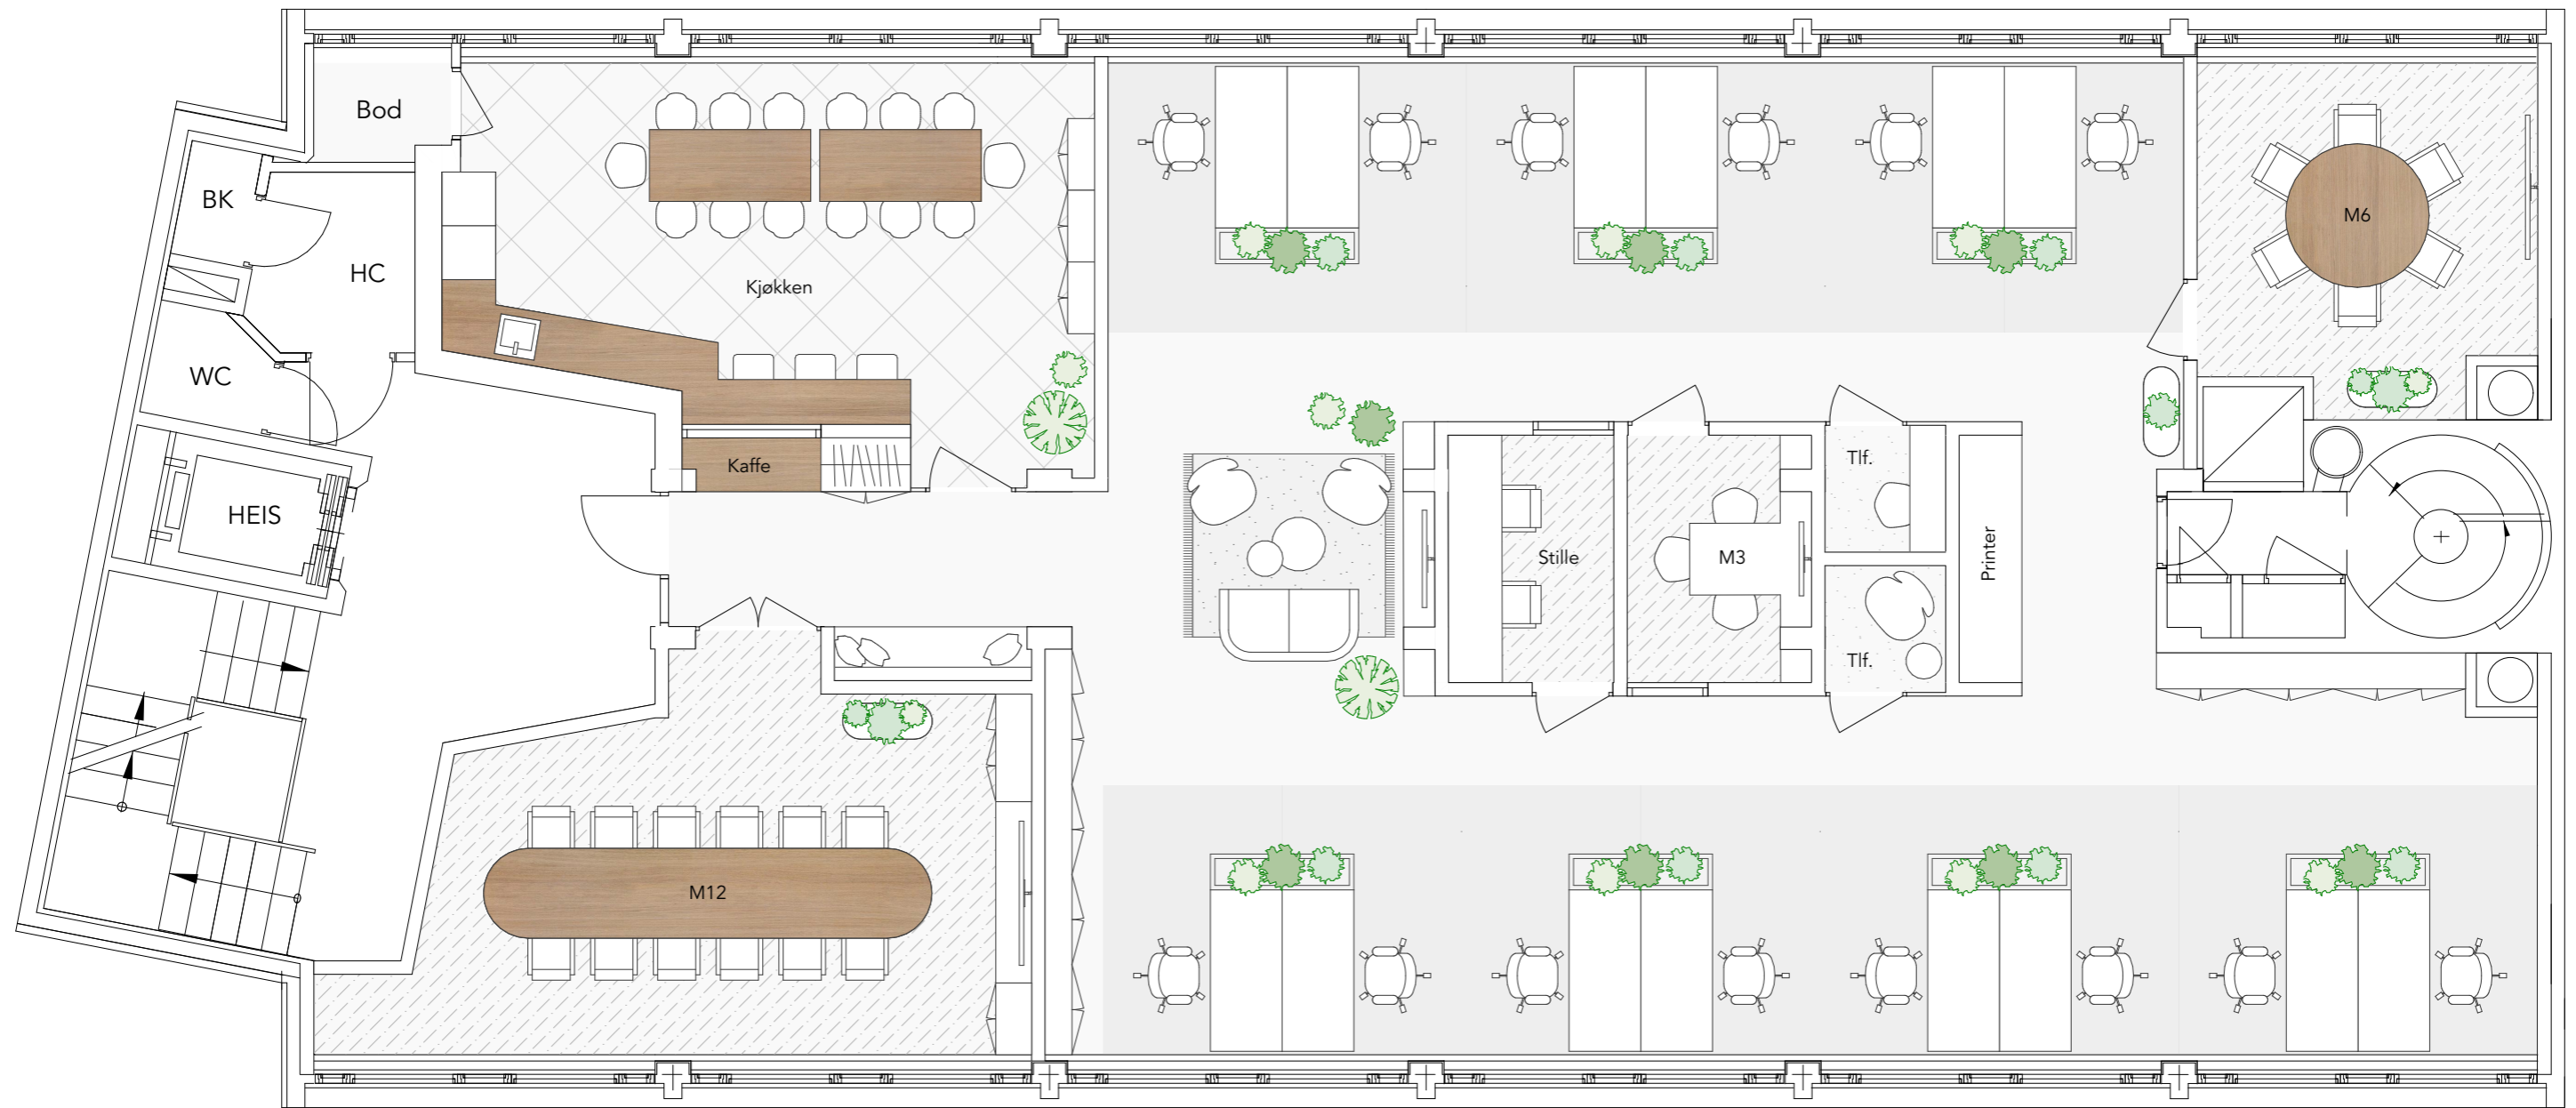 Bod
BK
HC
Kjøkken
M6
WC
Kaffe
Tlf.
HEIS
Stille
M3
Printer
Tlf.
M12